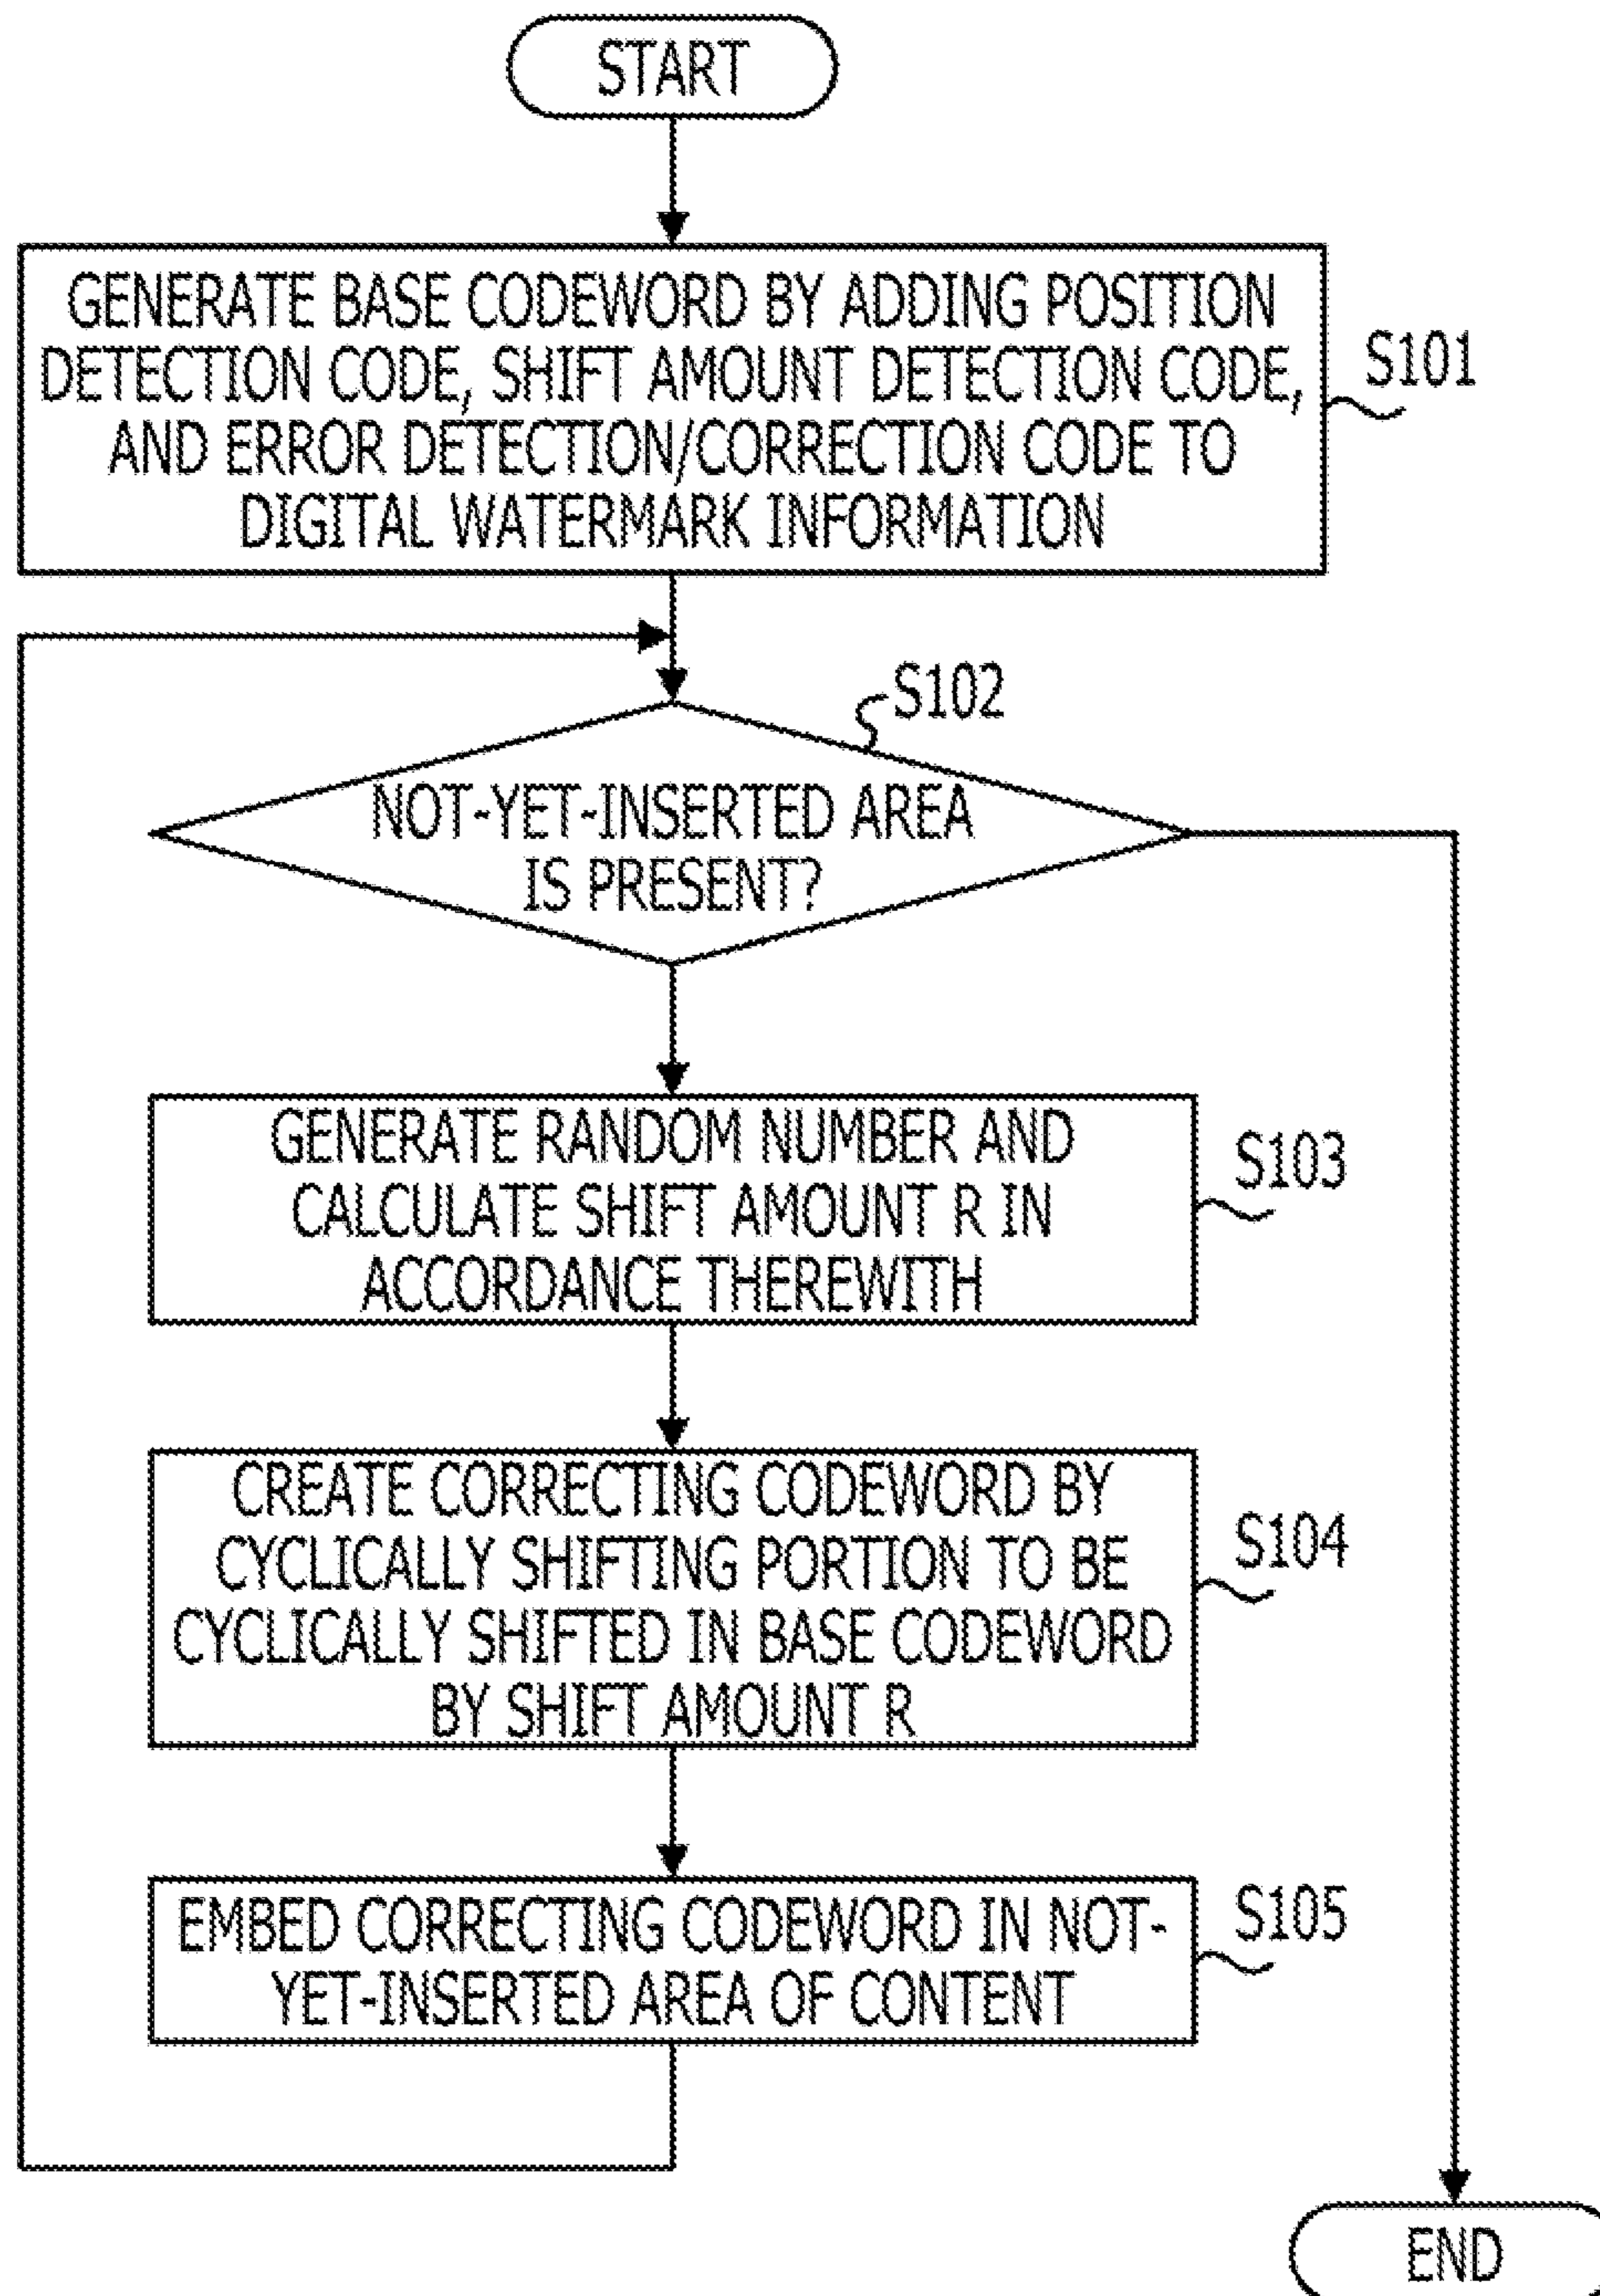 START
GENERATE BASE CODEWORD BY ADDING POSITION
DETECTION CODE, SHIFT AMOUNT DETECTION CODE,
AND ERROR DETECTION/CORRECTION CODE TO
DIGITAL WATERMARK INFORMATION
S101
S102
NOT-YET-INSERTED AREA
IS PRESENT?
GENERATE RANDOM NUMBER AND
CALCULATE SHIFT AMOUNT R IN
ACCORDANCE THEREWITH
S103
CREATE CORRECTING CODEWORD BY
CYCLICALLY SHIFTING PORTION TO BE
CYCLICALLY SHIFTED IN BASE CODEWORD
BY SHIFT AMOUNT R
S104
EMBED CORRECTING CODEWORD IN NOT-
YET-INSERTED AREA OF CONTENT
S105
END